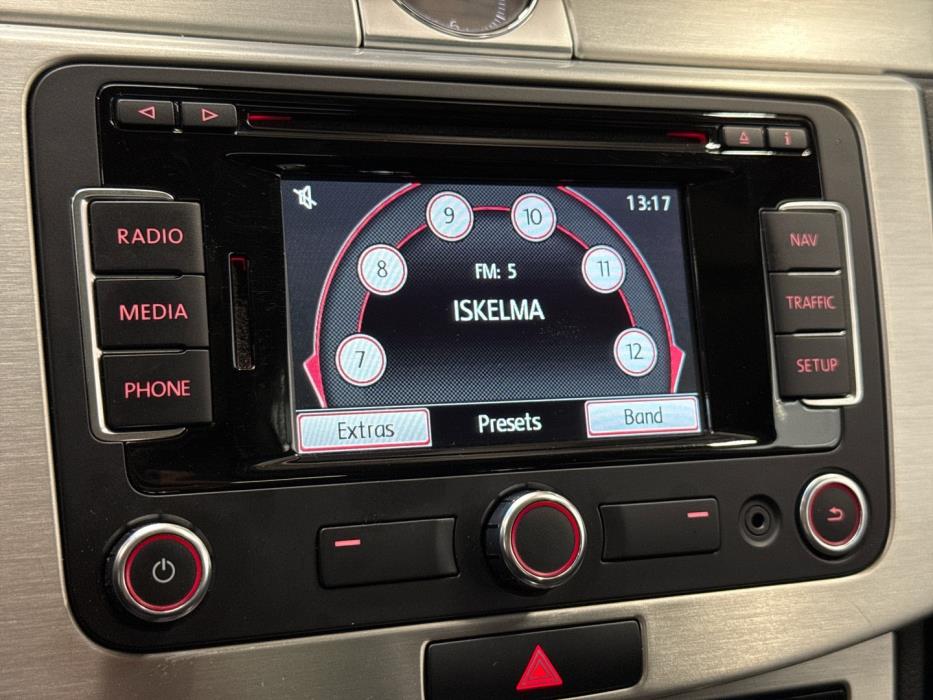 6
RADIO
MEDIA
PHONE
13:17
9
10
8
11
FM: 5
ISKELMA
7
12
Extras
Presets
Band
NAV
TRAFFIC
SETUP
i